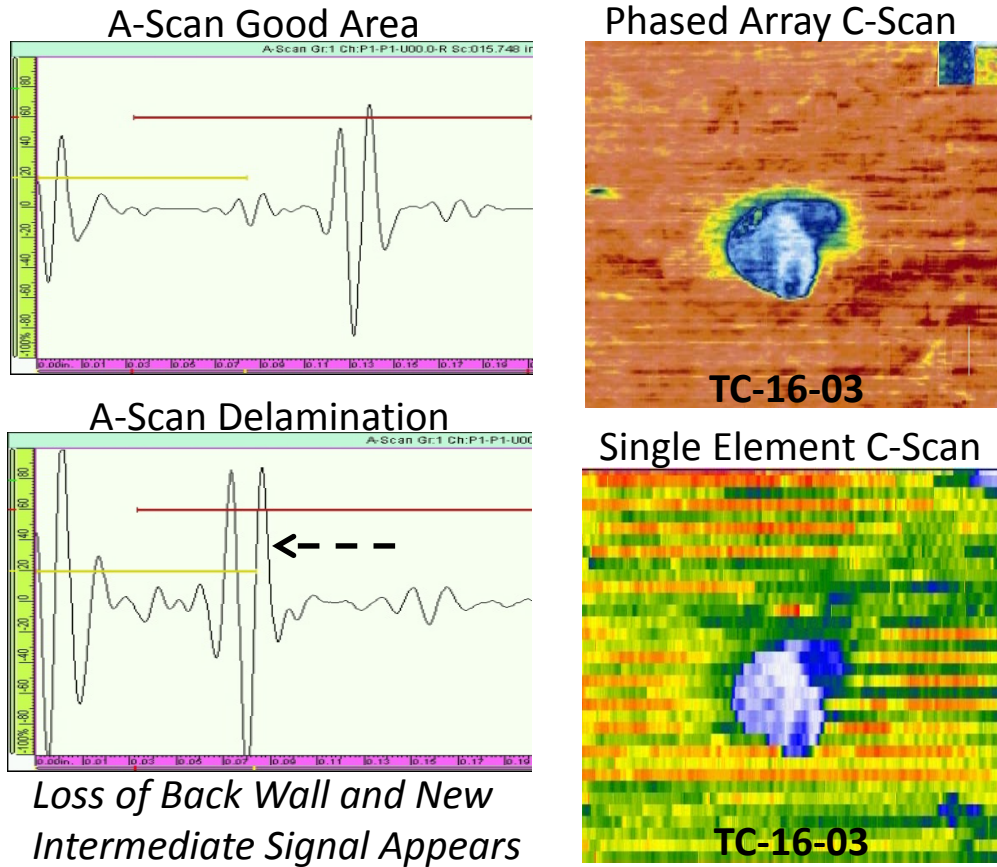 A-Scan Good Area
A-Scan Gr:1 Ch:P1-P1-U00.0-R Sc:015.748 in
80
60
40
20
0
-20
-40
-60
-80
-100%
0.00in. 0.01 0.03 0.05 0.07 0.09 0.11 0.13 0.15 0.17 0.19 0.2
A-Scan Delamination
A-Scan Gr:1 Ch:P1-P1-U00
80
60
40
20
0
-20
-40
-60
-80
-100%
0.00in. 0.01 0.03 0.05 0.07 0.09 0.11 0.13 0.15 0.17 0.19
Loss of Back Wall and New
Intermediate Signal Appears
Phased Array C-Scan
TC-16-03
Single Element C-Scan
TC-16-03